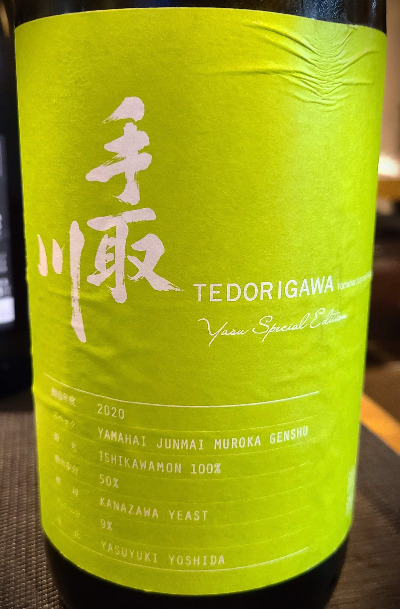 手取川
TEDORIGAWA
Yasu Special Edition
2020
YAMAHAI JUNMAI MUROKA GENSHU
ISHIKAWAMON 100%
50%
KANAZAWA YEAST
9%
YASUYUKI YOSHIDA